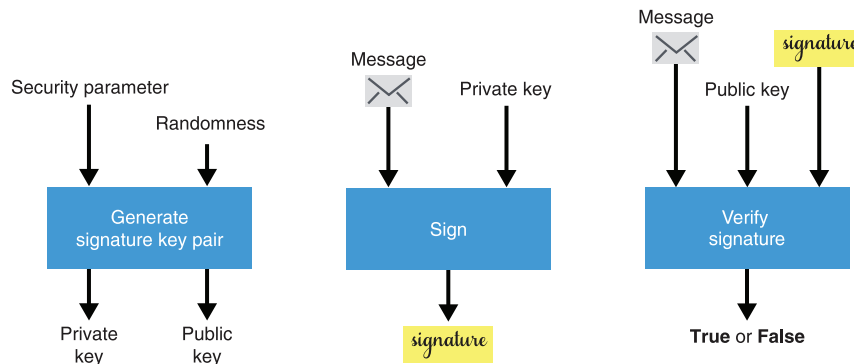 Security parameter
Randomness
Generate
signature key pair
Private
key
Public
key
Message
Private key
Sign
signature
Message
signature
Public key
Verify
signature
True or False